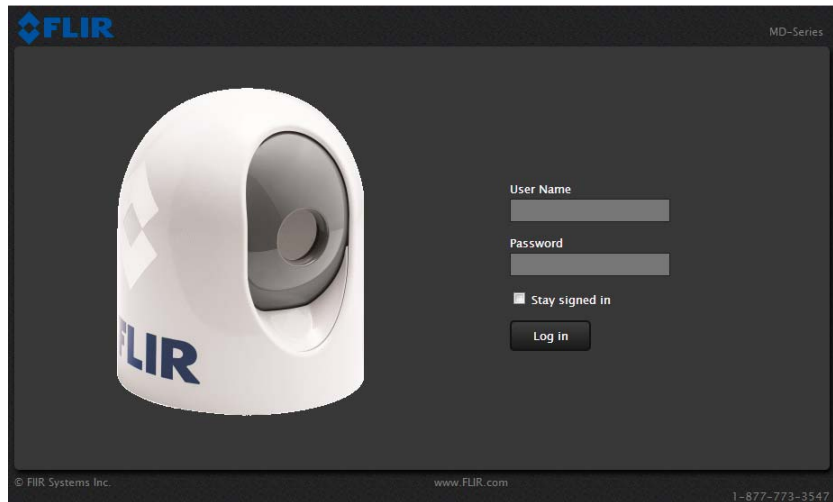 FLIR
MD-Series
User Name
Password
Stay signed in
Log in
FLIR
© FlIR Systems Inc.
www.FLIR.com
1-877-773-3547